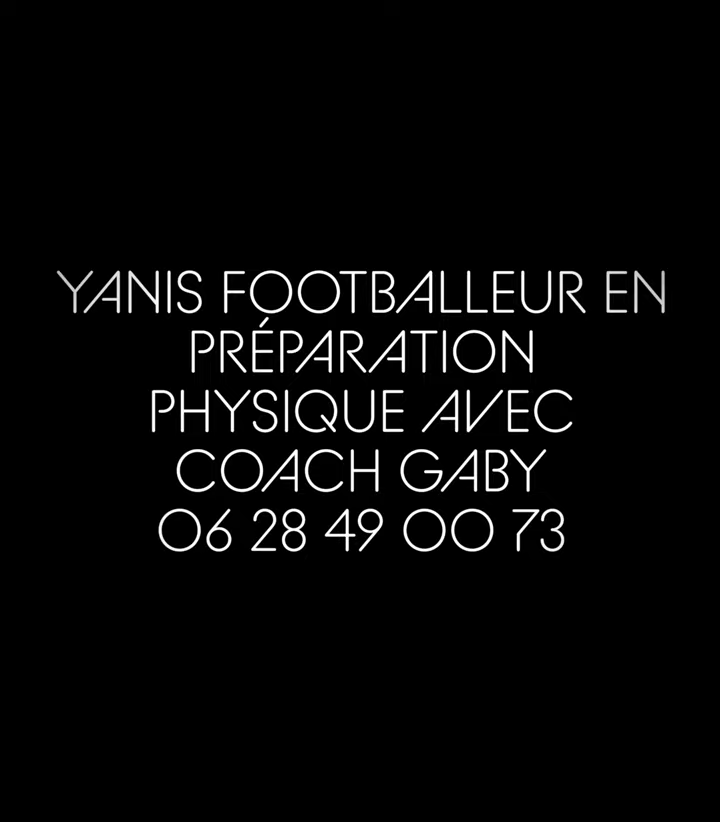 YANIS FOOTBALLEUR EN
PRÉPARATION
PHYSIQUE AVEC
COACH GABY
06 28 49 00 73